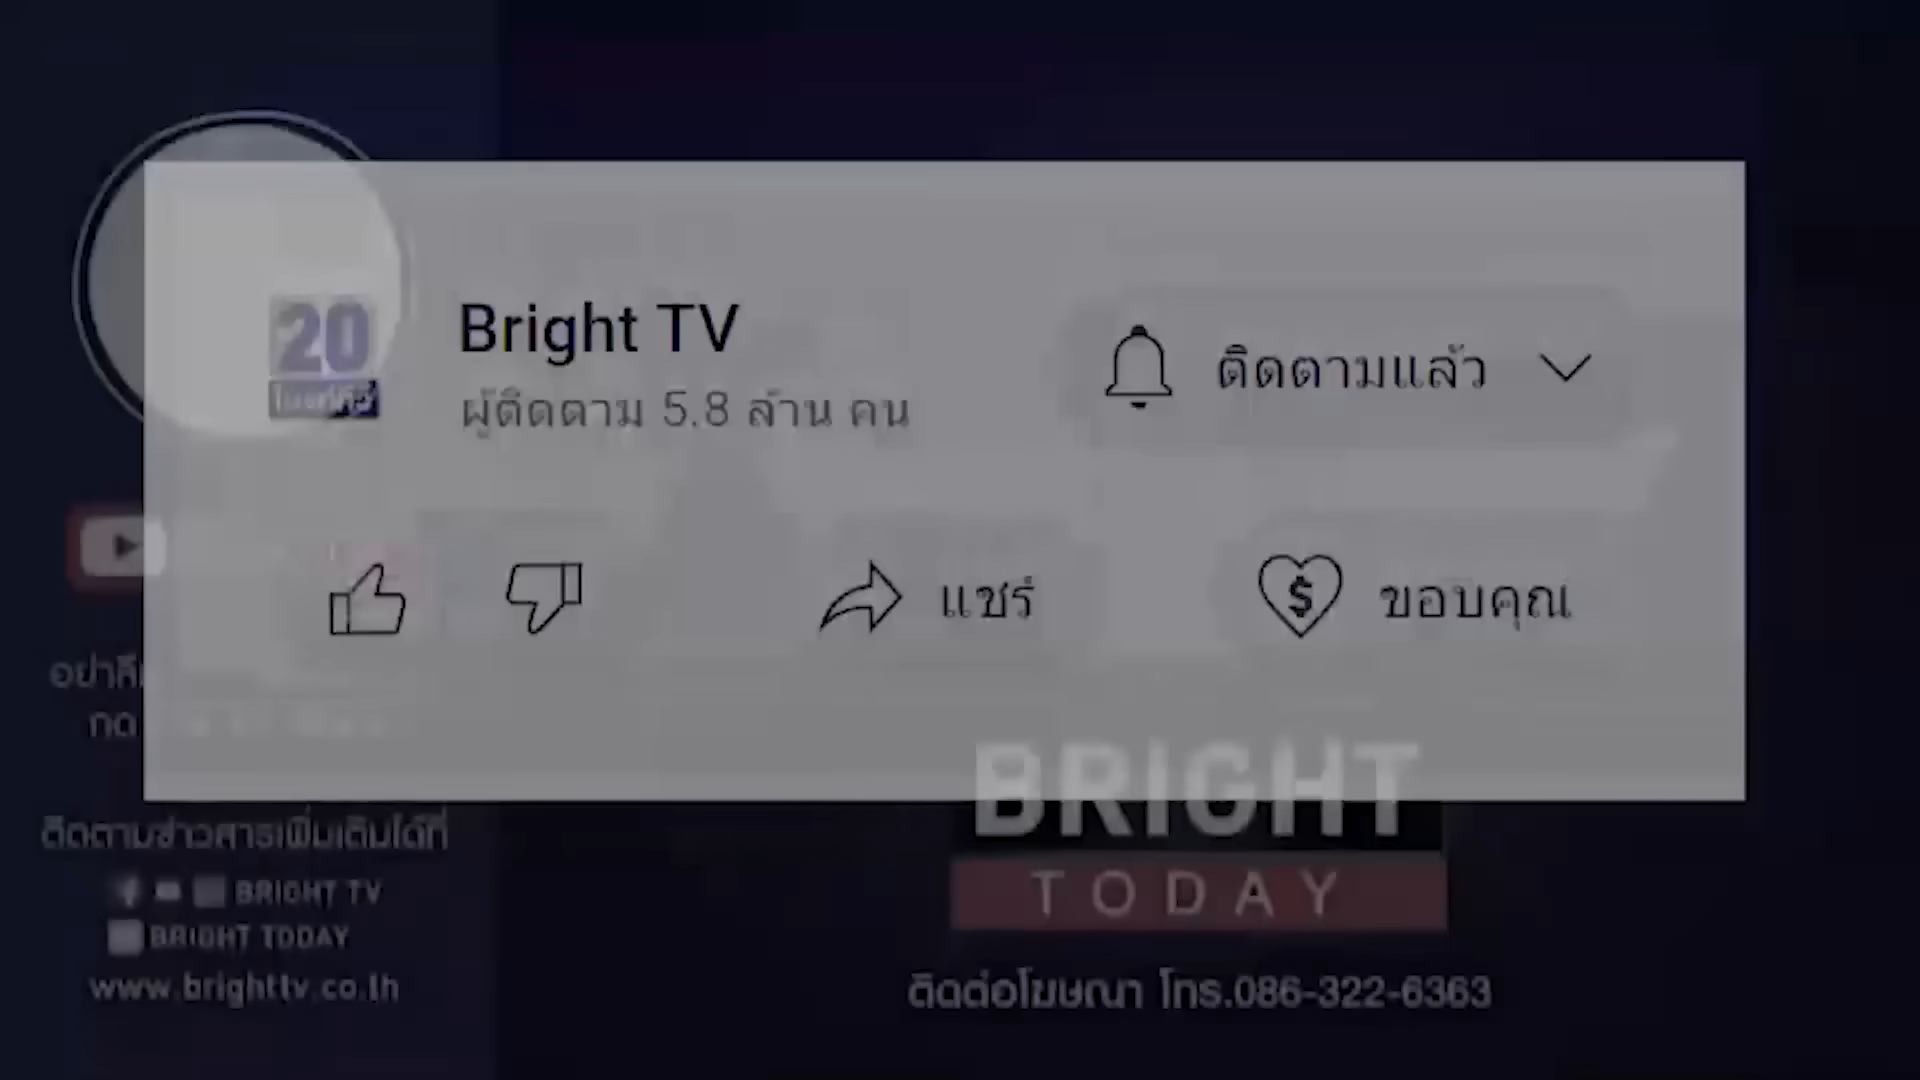 20
Bright TV
ผู้ติดตาม 5.8 ล้าน คน
ติดตามแล้ว
แชร์
$
ขอบคุณ
กด
ติดตามข่าวสารเพิ่มเติมได้ที่
BRIGHT TV
BRIGHT TODAY
www.brighttv.co.th
BRIGHT
TODAY
ติดต่อโฆษณา โทร.086-322-6363